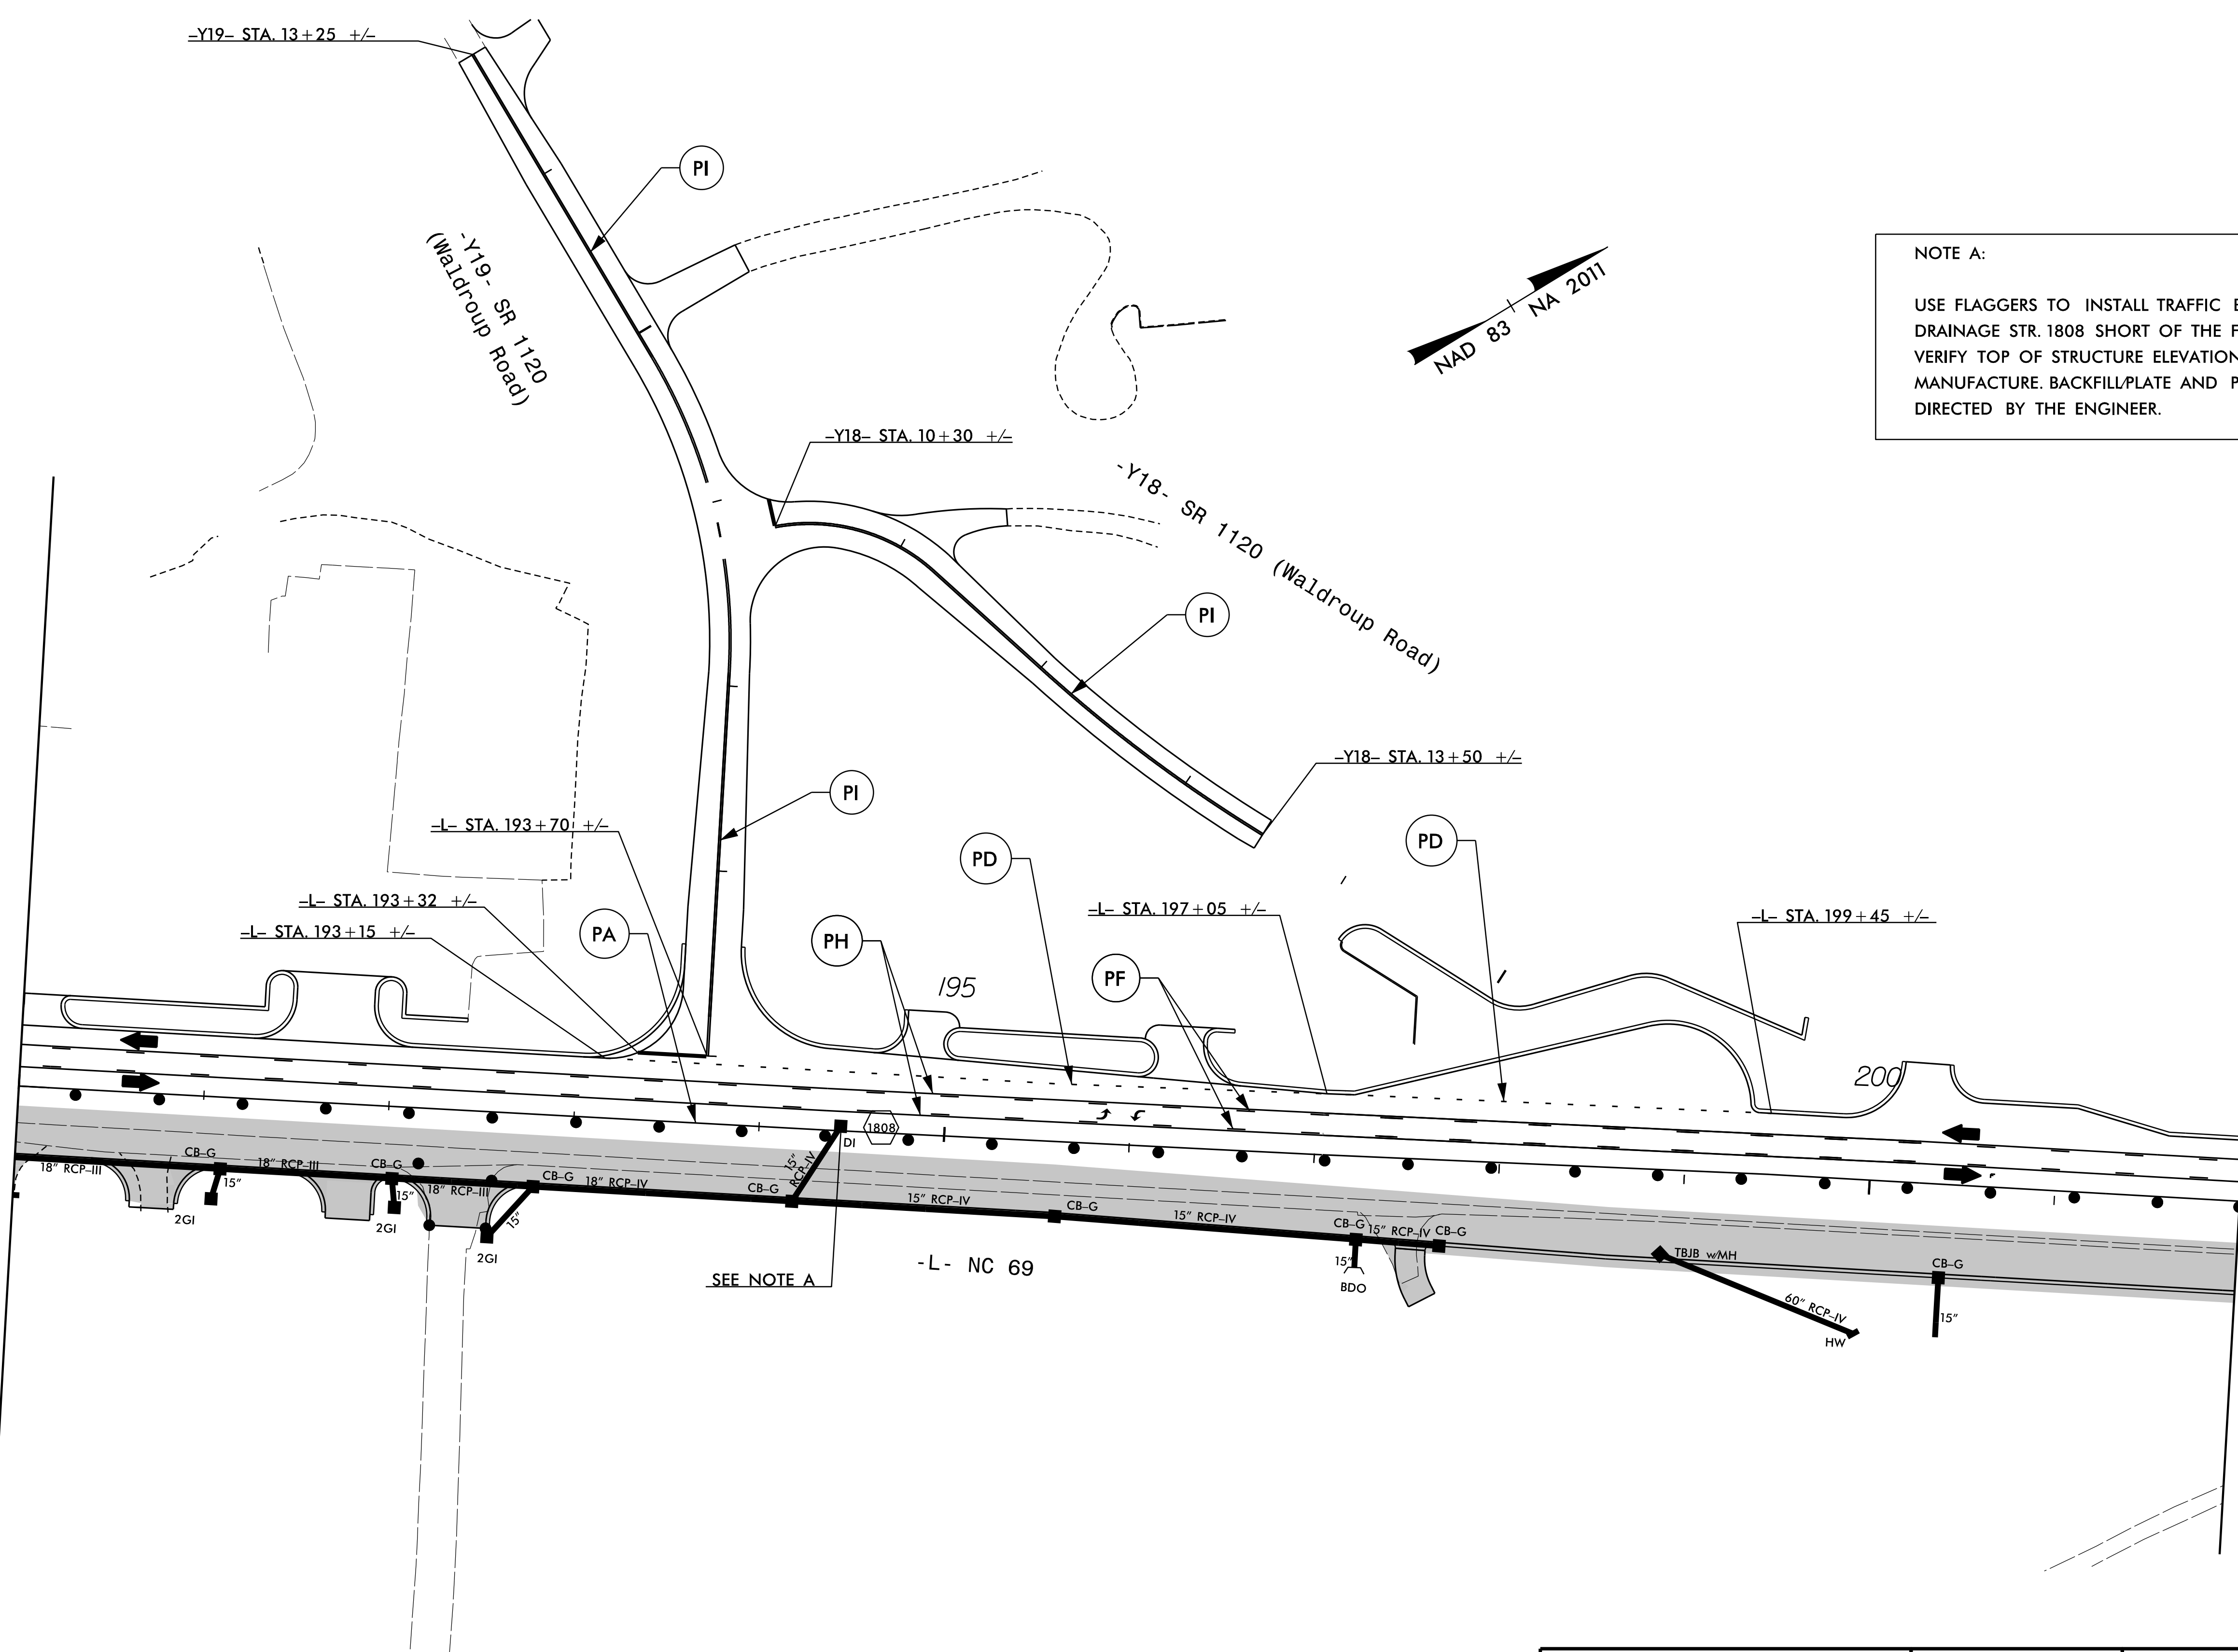 -Y19- STA. 13+25 +/-
PI
-Y19- SR 1120
(Waldroup Road)
NAD 83 NA 2011
NOTE A:
USE FLAGGERS TO INSTALL TRAFFIC
DRAINAGE STR. 1808 SHORT OF THE
VERIFY TOP OF STRUCTURE ELEVATION
MANUFACTURE. BACKFILL/PLATE AND
DIRECTED BY THE ENGINEER.
-Y18- STA. 10+30 +/-
-Y18- SR 1120 (Waldroup Road)
PI
-Y18- STA. 13+50 +/-
PI
-L- STA. 193+70 +/-
PD
PD
-L- STA. 193+32 +/-
-L- STA. 197+05 +/-
-L- STA. 199+45 +/-
-L- STA. 193+15 +/-
PA
PH
195
PF
200
1808
DI
15"
RCP-IV
18" RCP-III
CB-G
18" RCP-III
CB-G
18" RCP-III
CB-G
18" RCP-IV
CB-G
15" RCP-IV
CB-G
15" RCP-IV
CB-G
15" RCP-IV
CB-G
15"
15"
15"
2GI
2GI
2GI
15"
BDO
TBJB w/MH
60" RCP-IV
HW
CB-G
15"
SEE NOTE A
-L- NC 69